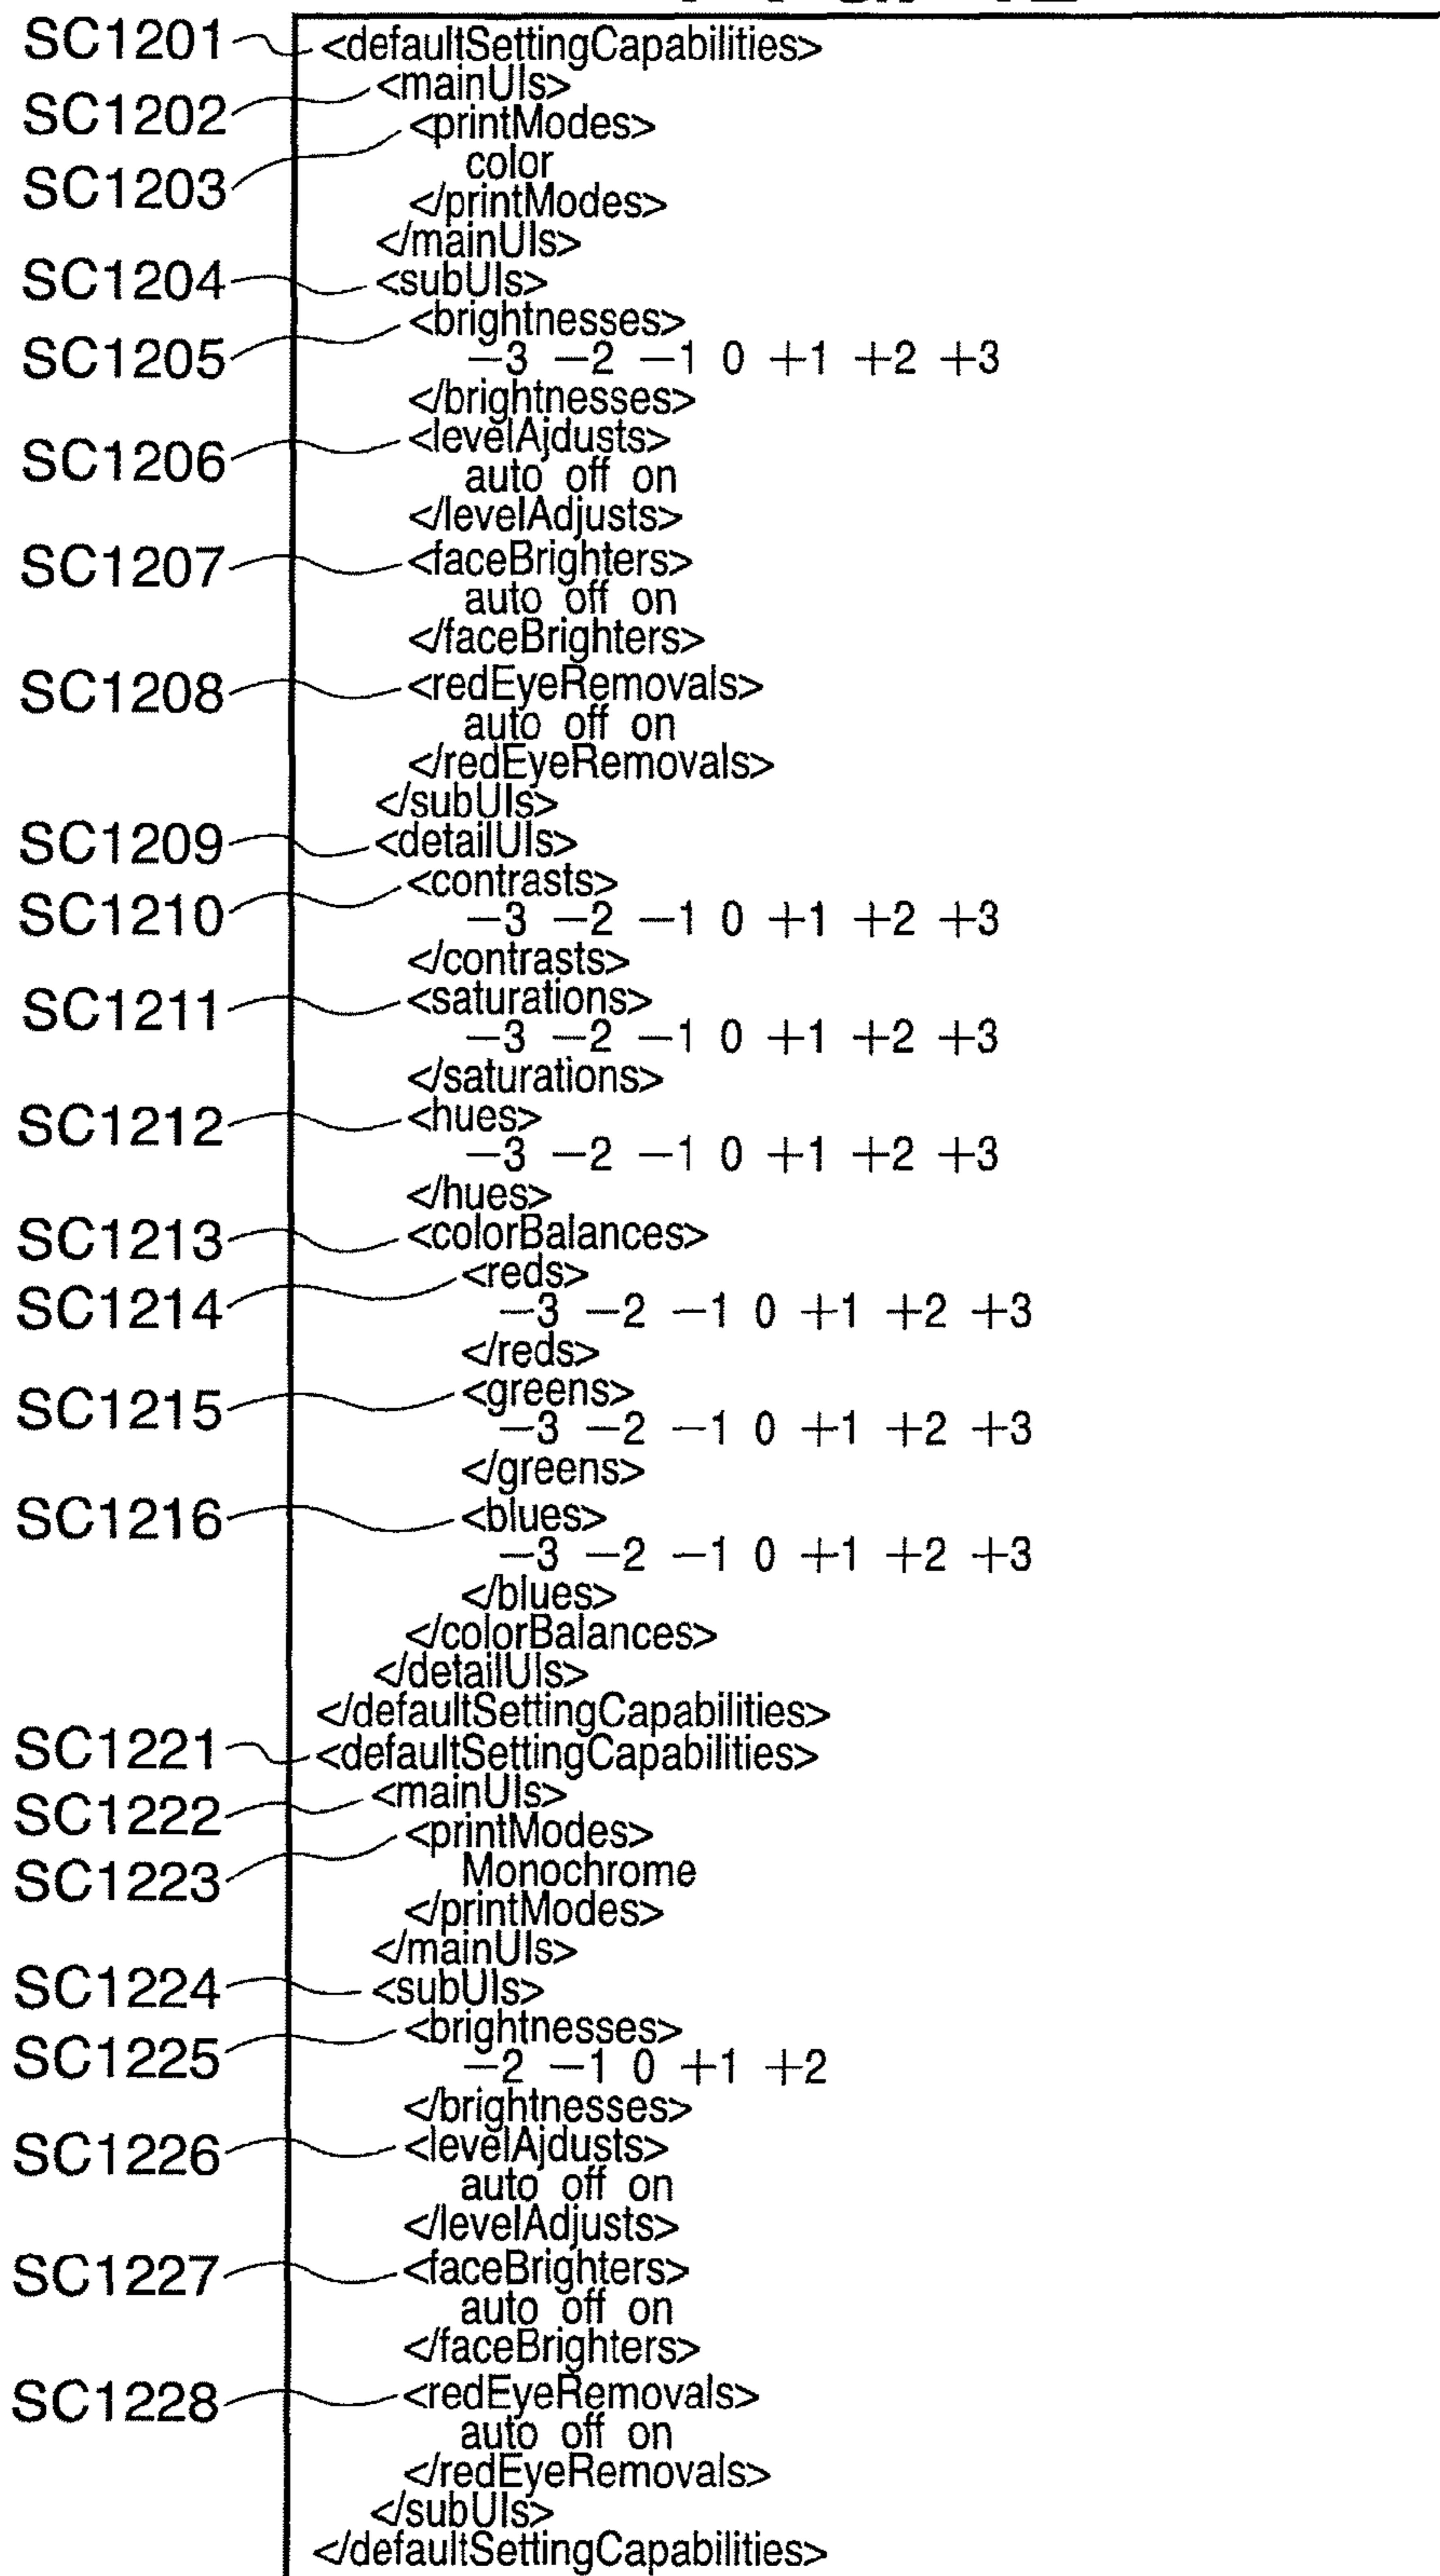 SC1201 <defaultSettingCapabilities>
SC1202 <mainUIs>
SC1203 <printModes>
color
</printModes>
</mainUIs>
SC1204 <subUIs>
SC1205 <brightnesses>
−3 −2 −1 0 +1 +2 +3
</brightnesses>
SC1206 <levelAjdusts>
auto off on
</levelAdjusts>
SC1207 <faceBrighters>
auto off on
</faceBrighters>
SC1208 <redEyeRemovals>
auto off on
</redEyeRemovals>
</subUIs>
SC1209 <detailUIs>
SC1210 <contrasts>
−3 −2 −1 0 +1 +2 +3
</contrasts>
SC1211 <saturations>
−3 −2 −1 0 +1 +2 +3
</saturations>
SC1212 <hues>
−3 −2 −1 0 +1 +2 +3
</hues>
SC1213 <colorBalances>
SC1214 <reds>
−3 −2 −1 0 +1 +2 +3
</reds>
SC1215 <greens>
−3 −2 −1 0 +1 +2 +3
</greens>
SC1216 <blues>
−3 −2 −1 0 +1 +2 +3
</blues>
</colorBalances>
</detailUIs>
</defaultSettingCapabilities>
SC1221 <defaultSettingCapabilities>
SC1222 <mainUIs>
SC1223 <printModes>
Monochrome
</printModes>
</mainUIs>
SC1224 <subUIs>
SC1225 <brightnesses>
−2 −1 0 +1 +2
</brightnesses>
SC1226 <levelAjdusts>
auto off on
</levelAdjusts>
SC1227 <faceBrighters>
auto off on
</faceBrighters>
SC1228 <redEyeRemovals>
auto off on
</redEyeRemovals>
</subUIs>
</defaultSettingCapabilities>